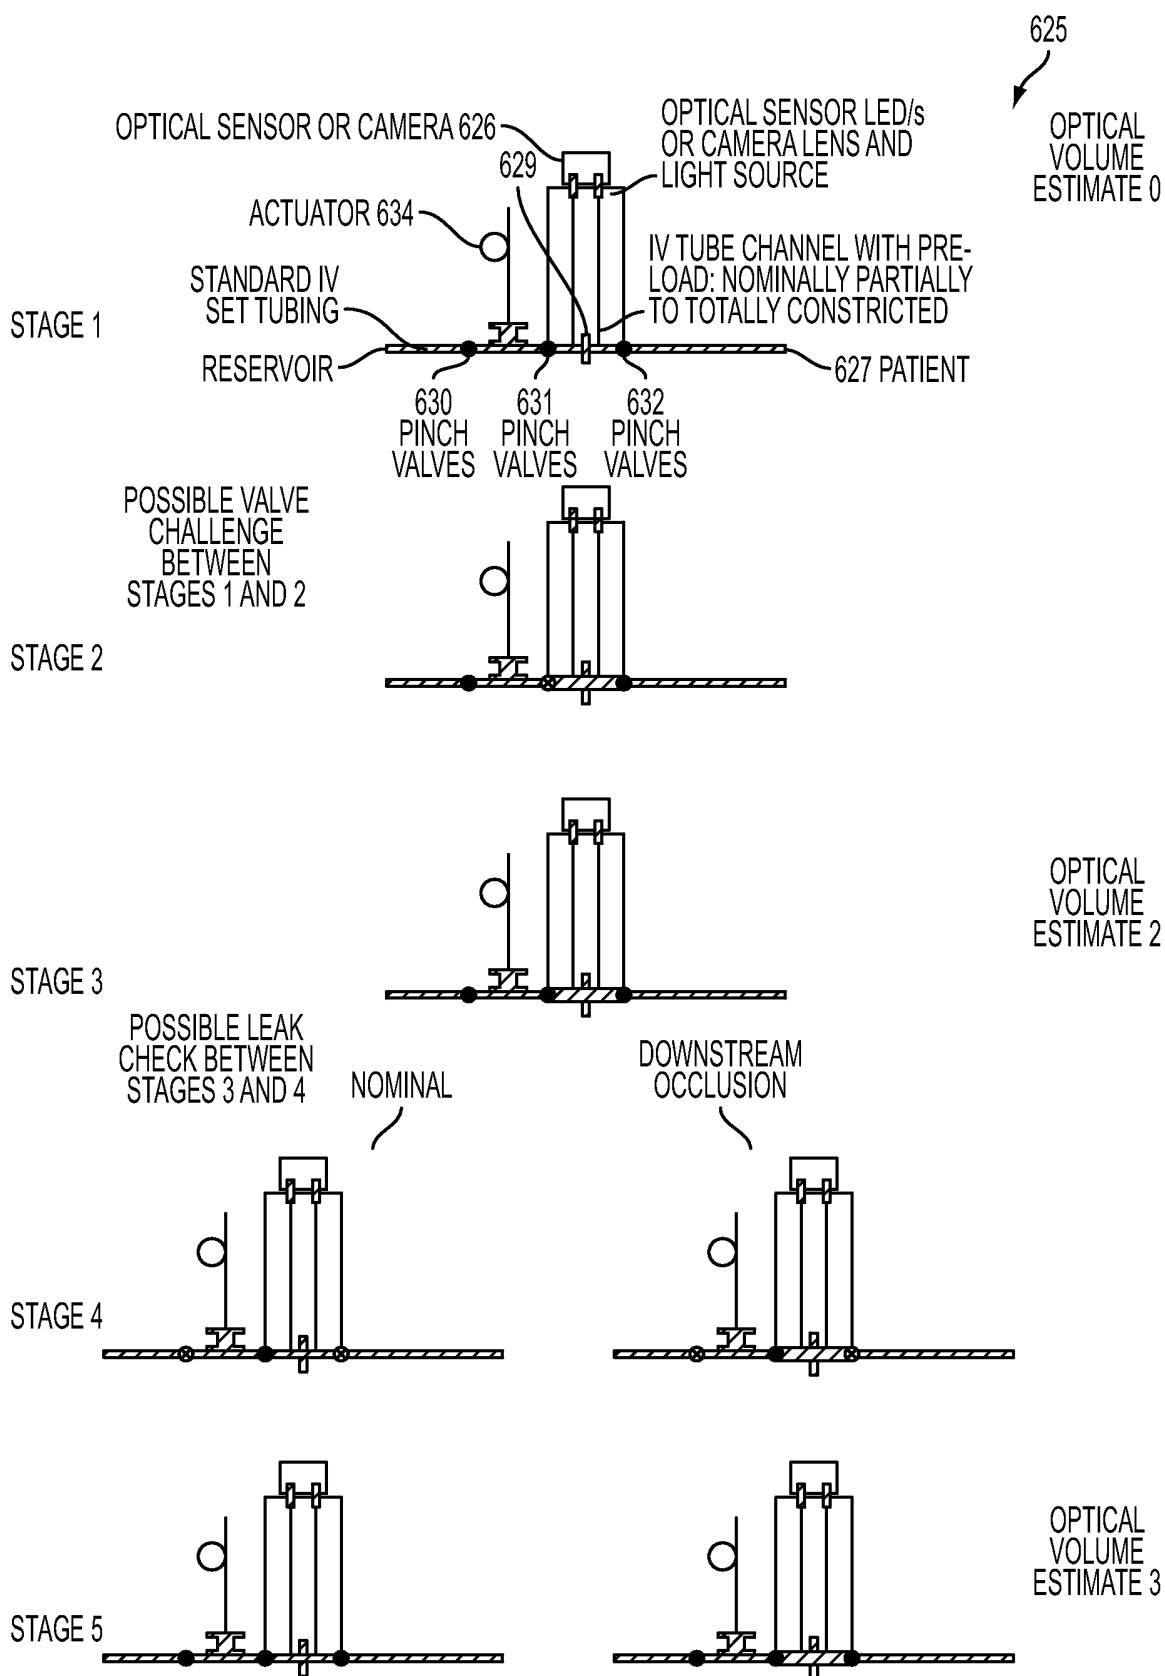 625
OPTICAL SENSOR OR CAMERA 626
629
OPTICAL SENSOR LED/s
OR CAMERA LENS AND
LIGHT SOURCE
OPTICAL
VOLUME
ESTIMATE 0
ACTUATOR 634
STANDARD IV
SET TUBING
IV TUBE CHANNEL WITH PRE-
LOAD: NOMINALLY PARTIALLY
TO TOTALLY CONSTRICTED
STAGE 1
RESERVOIR
627 PATIENT
630
PINCH
VALVES
631
PINCH
VALVES
632
PINCH
VALVES
POSSIBLE VALVE
CHALLENGE
BETWEEN
STAGES 1 AND 2
STAGE 2
OPTICAL
VOLUME
ESTIMATE 2
STAGE 3
POSSIBLE LEAK
CHECK BETWEEN
STAGES 3 AND 4
NOMINAL
DOWNSTREAM
OCCLUSION
STAGE 4
OPTICAL
VOLUME
ESTIMATE 3
STAGE 5